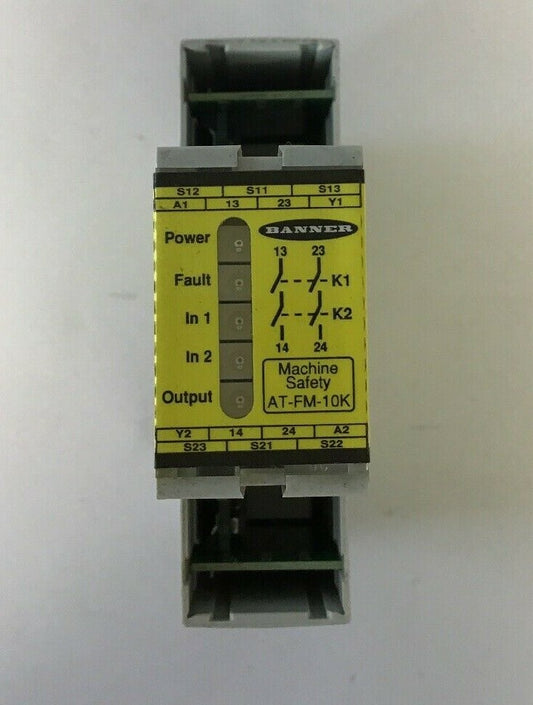 S12 S11 S13
A1 13 23 Y1
Power
BANNER
13 23
Fault
K1
In 1
K2
14 24
In 2
Machine
Safety
AT-FM-10K
Output
Y2 14 24 A2
S23 S21 S22